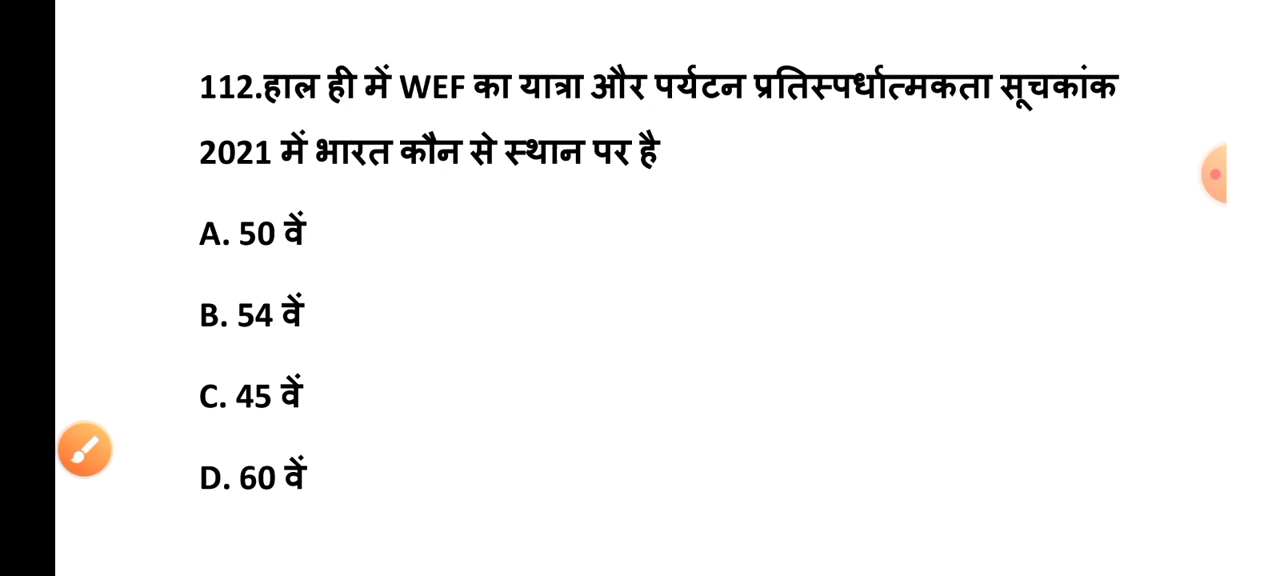 112.हाल ही में WEF का यात्रा और पर्यटन प्रतिस्पर्धात्मकता सूचकांक
2021 में भारत कौन से स्थान पर है
A. 50 वें
B. 54 वें
C. 45 वें
D. 60 वें